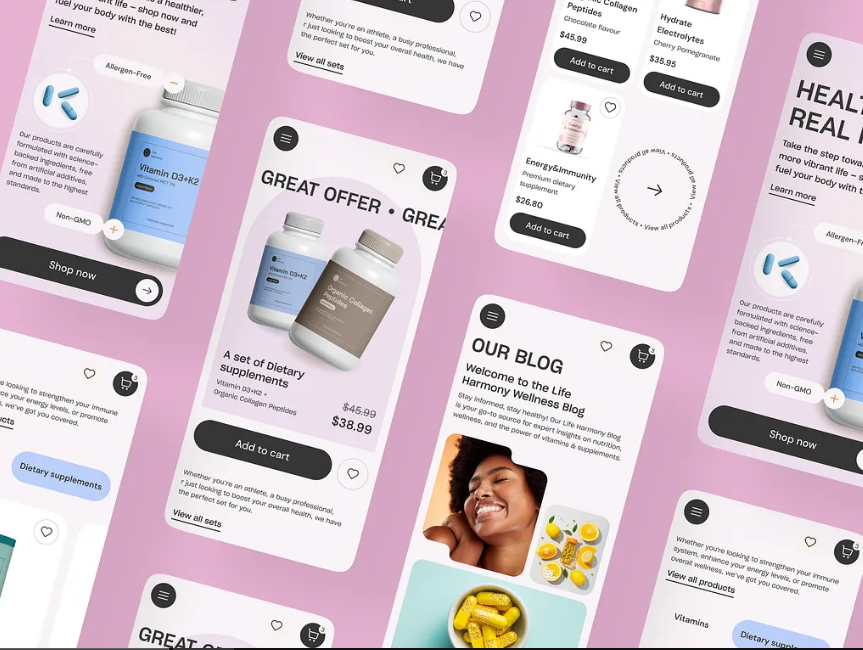 a healthier,
vibrant life – shop now and
fuel your body with the best!
Learn more
Allergen-Free
Our products are carefully
formulated with science-
backed ingredients, free
from artificial additives,
and made to the highest
standards.
Vitamin D3+K2
Non-GMO
Shop now
Whether you're an athlete, a busy professional,
r just looking to boost your overall health, we have
the perfect set for you.
View all sets
Collagen
Peptides
Chocolate flavour
$45.99
Add to cart
Hydrate
Electrolytes
Cherry Pomegranate
$35.95
Add to cart
Energy&Immunity
Premium dietary
supplement
$26.80
Add to cart
View all products • View all products • View all products •
HEAL
REAL
Take the step towa
more vibrant life – s
fuel your body with
Learn more
Allergen-F
Our products are carefully
formulated with science-
backed ingredients, free
from artificial additives,
and made to the highest
standards.
Non-GMO
Shop now
3
GREAT OFFER • GREA
Vitamin D3+K2
Organic Collagen
Peptides
A set of Dietary
supplements
Vitamin D3+K2 +
Organic Collagen Peptides
$45.99
$38.99
Add to cart
Whether you're an athlete, a busy professional,
r just looking to boost your overall health, we have
the perfect set for you.
View all sets
3
OUR BLOG
Welcome to the Life
Harmony Wellness Blog
Stay informed, stay healthy! Our Life Harmony Blog
is your go-to source for expert insights on nutrition,
wellness, and the power of vitamins & supplements.
3
e looking to strengthen your immune
ce your energy levels, or promote
s, we've got you covered.
ucts
Dietary supplements
3
GREAT O
3
Whether you're looking to strengthen your immune
system, enhance your energy levels, or promote
overall wellness, we've got you covered.
View all products
Vitamins
Dietary supple